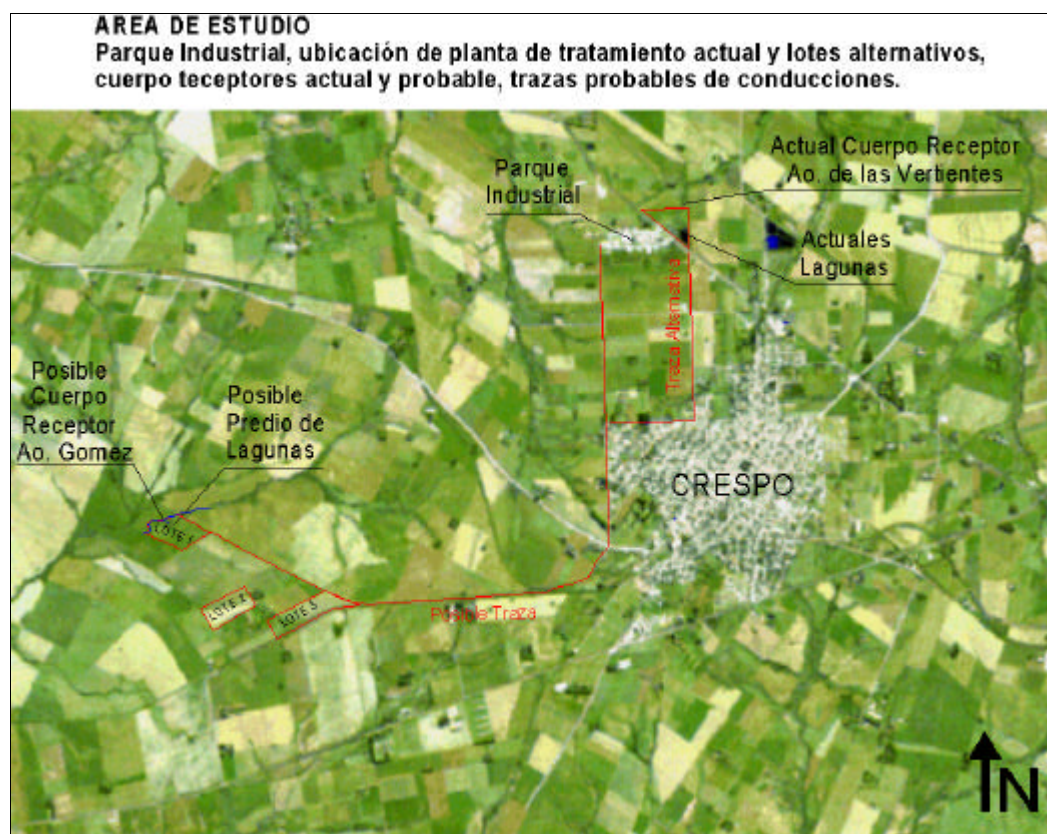 AREA DE ESTUDIO
Parque Industrial, ubicación de planta de tratamiento actual y lotes alternativos,
cuerpo teceptores actual y probable, trazas probables de conducciones.
Actual Cuerpo Receptor
Ao. de las Vertientes
Parque
Industrial
Actuales
Lagunas
Traza Alternativa
Posible
Cuerpo
Receptor
Ao. Gomez
Posible
Predio de
Lagunas
CRESPO
LOTE 1
LOTE
LOTE 3
Posible Traza
N